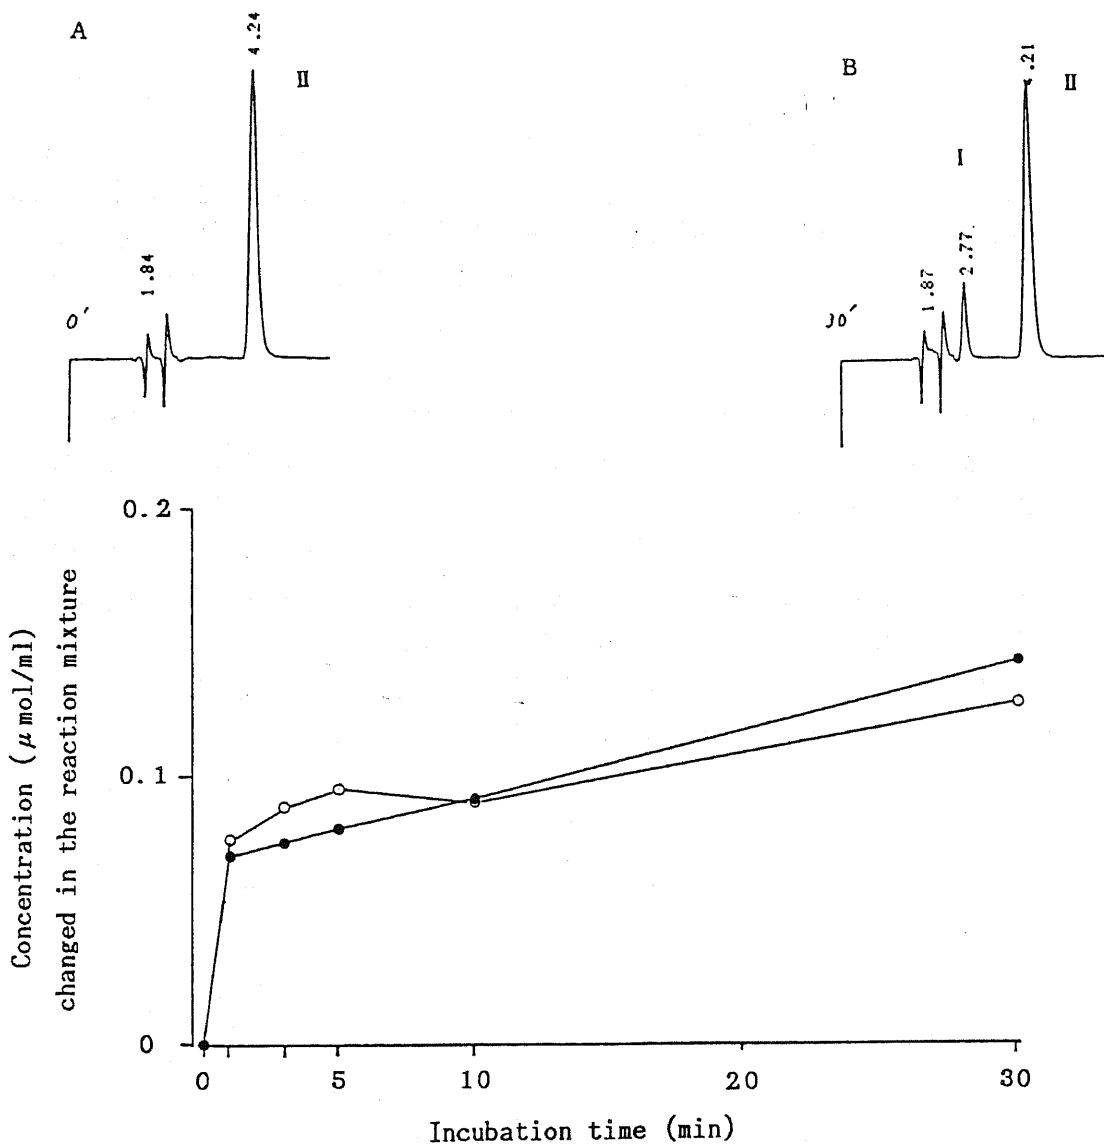 A
4.24
II
1.84
0′
B
.21
II
I
2.77
1.87
30′
0.2
0.1
0
Concentration (μ mol/ml)
changed in the reaction mixture
0
5
10
20
30
Incubation time (min)